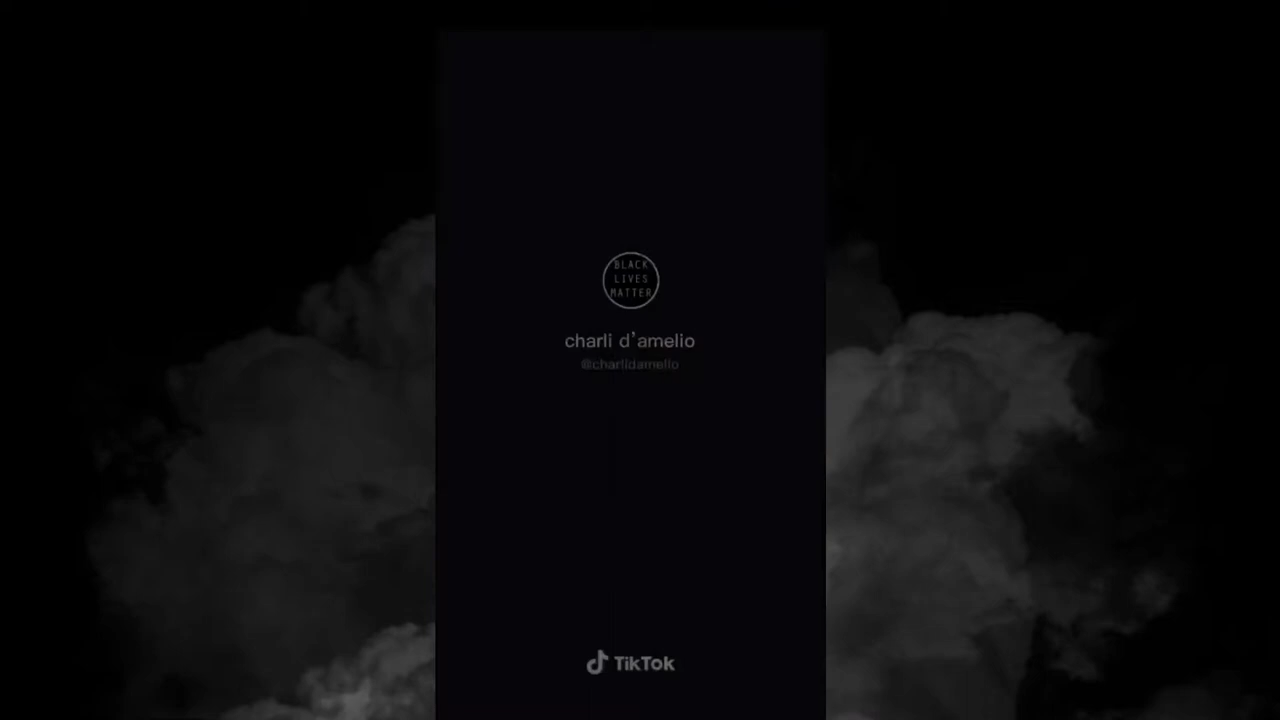 BLACK
LIVES
MATTER
charli d’amelio
@charlidamelio
TikTok